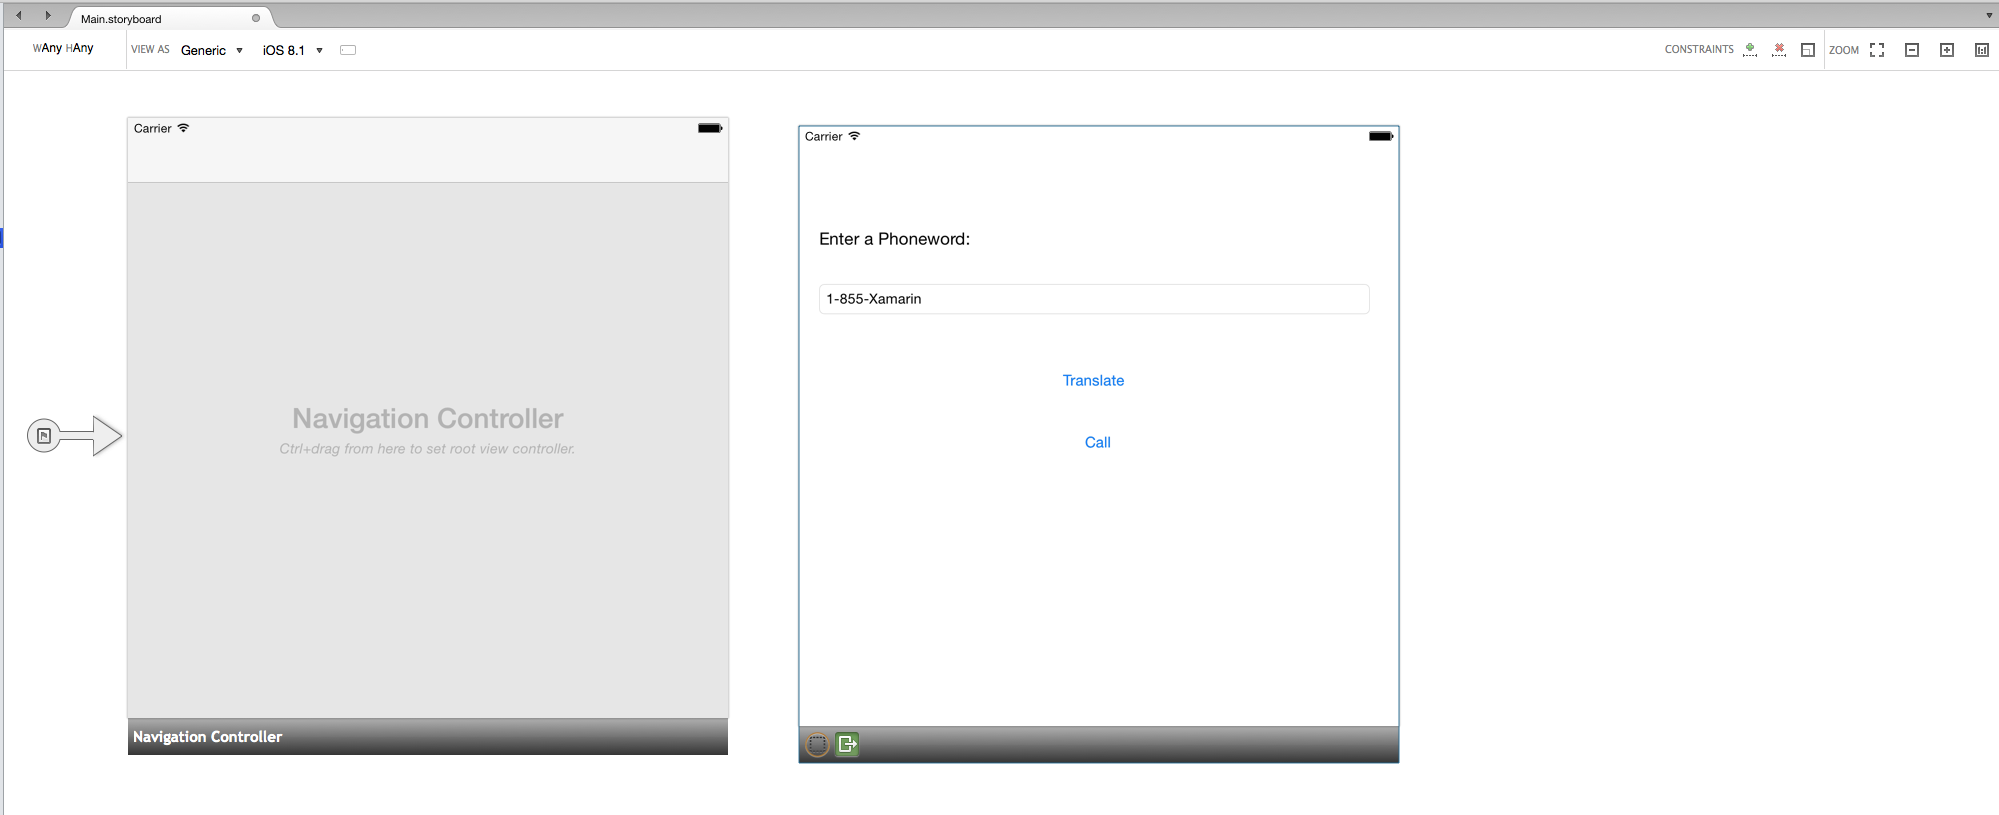 Main.storyboard
WAny HAny VIEW AS Generic iOS 8.1 CONSTRAINTS ZOOM
Carrier
Navigation Controller
Ctrl+drag from here to set root view controller.
Navigation Controller
Carrier
Enter a Phoneword:
1-855-Xamarin
Translate
Call